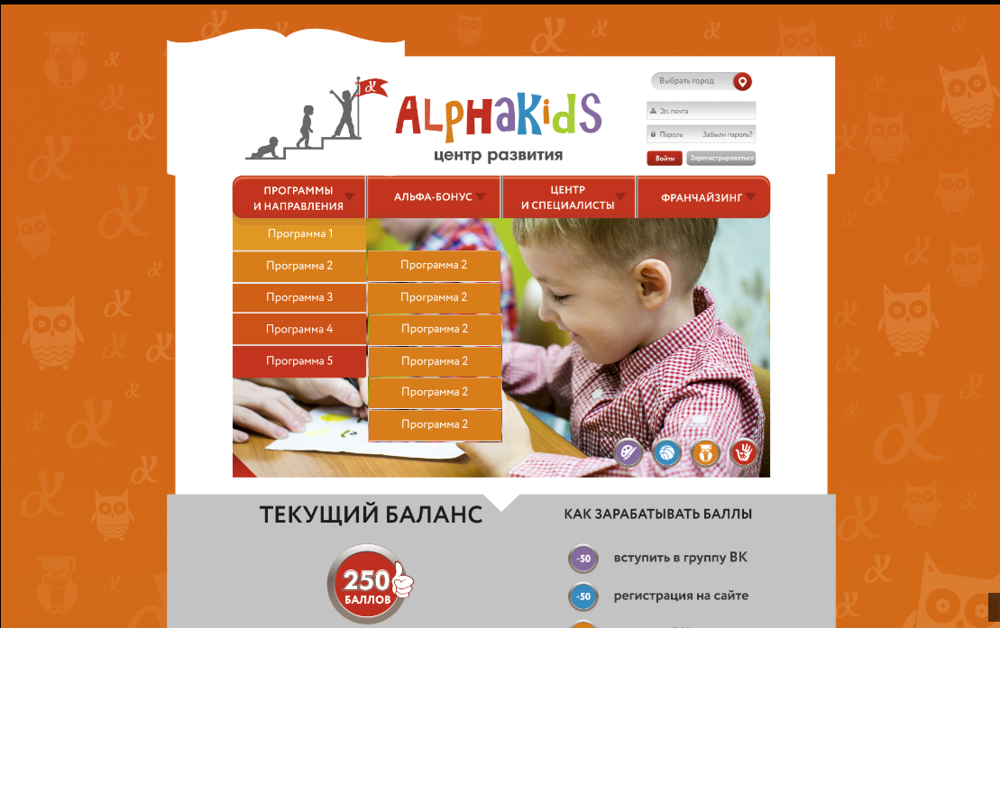 ALPHAKIDS
центр развития
Выбрать город
Эл. почта
Пароль Забыли пароль?
Войти Зарегистрироваться
ПРОГРАММЫ
И НАПРАВЛЕНИЯ
АЛЬФА-БОНУС
ЦЕНТР
И СПЕЦИАЛИСТЫ
ФРАНЧАЙЗИНГ
Программа 1
Программа 2
Программа 3
Программа 4
Программа 5
Программа 2
Программа 2
Программа 2
Программа 2
Программа 2
Программа 2
ТЕКУЩИЙ БАЛАНС
250
БАЛЛОВ
КАК ЗАРАБАТЫВАТЬ БАЛЛЫ
+50 вступить в группу ВК
+50 регистрация на сайте